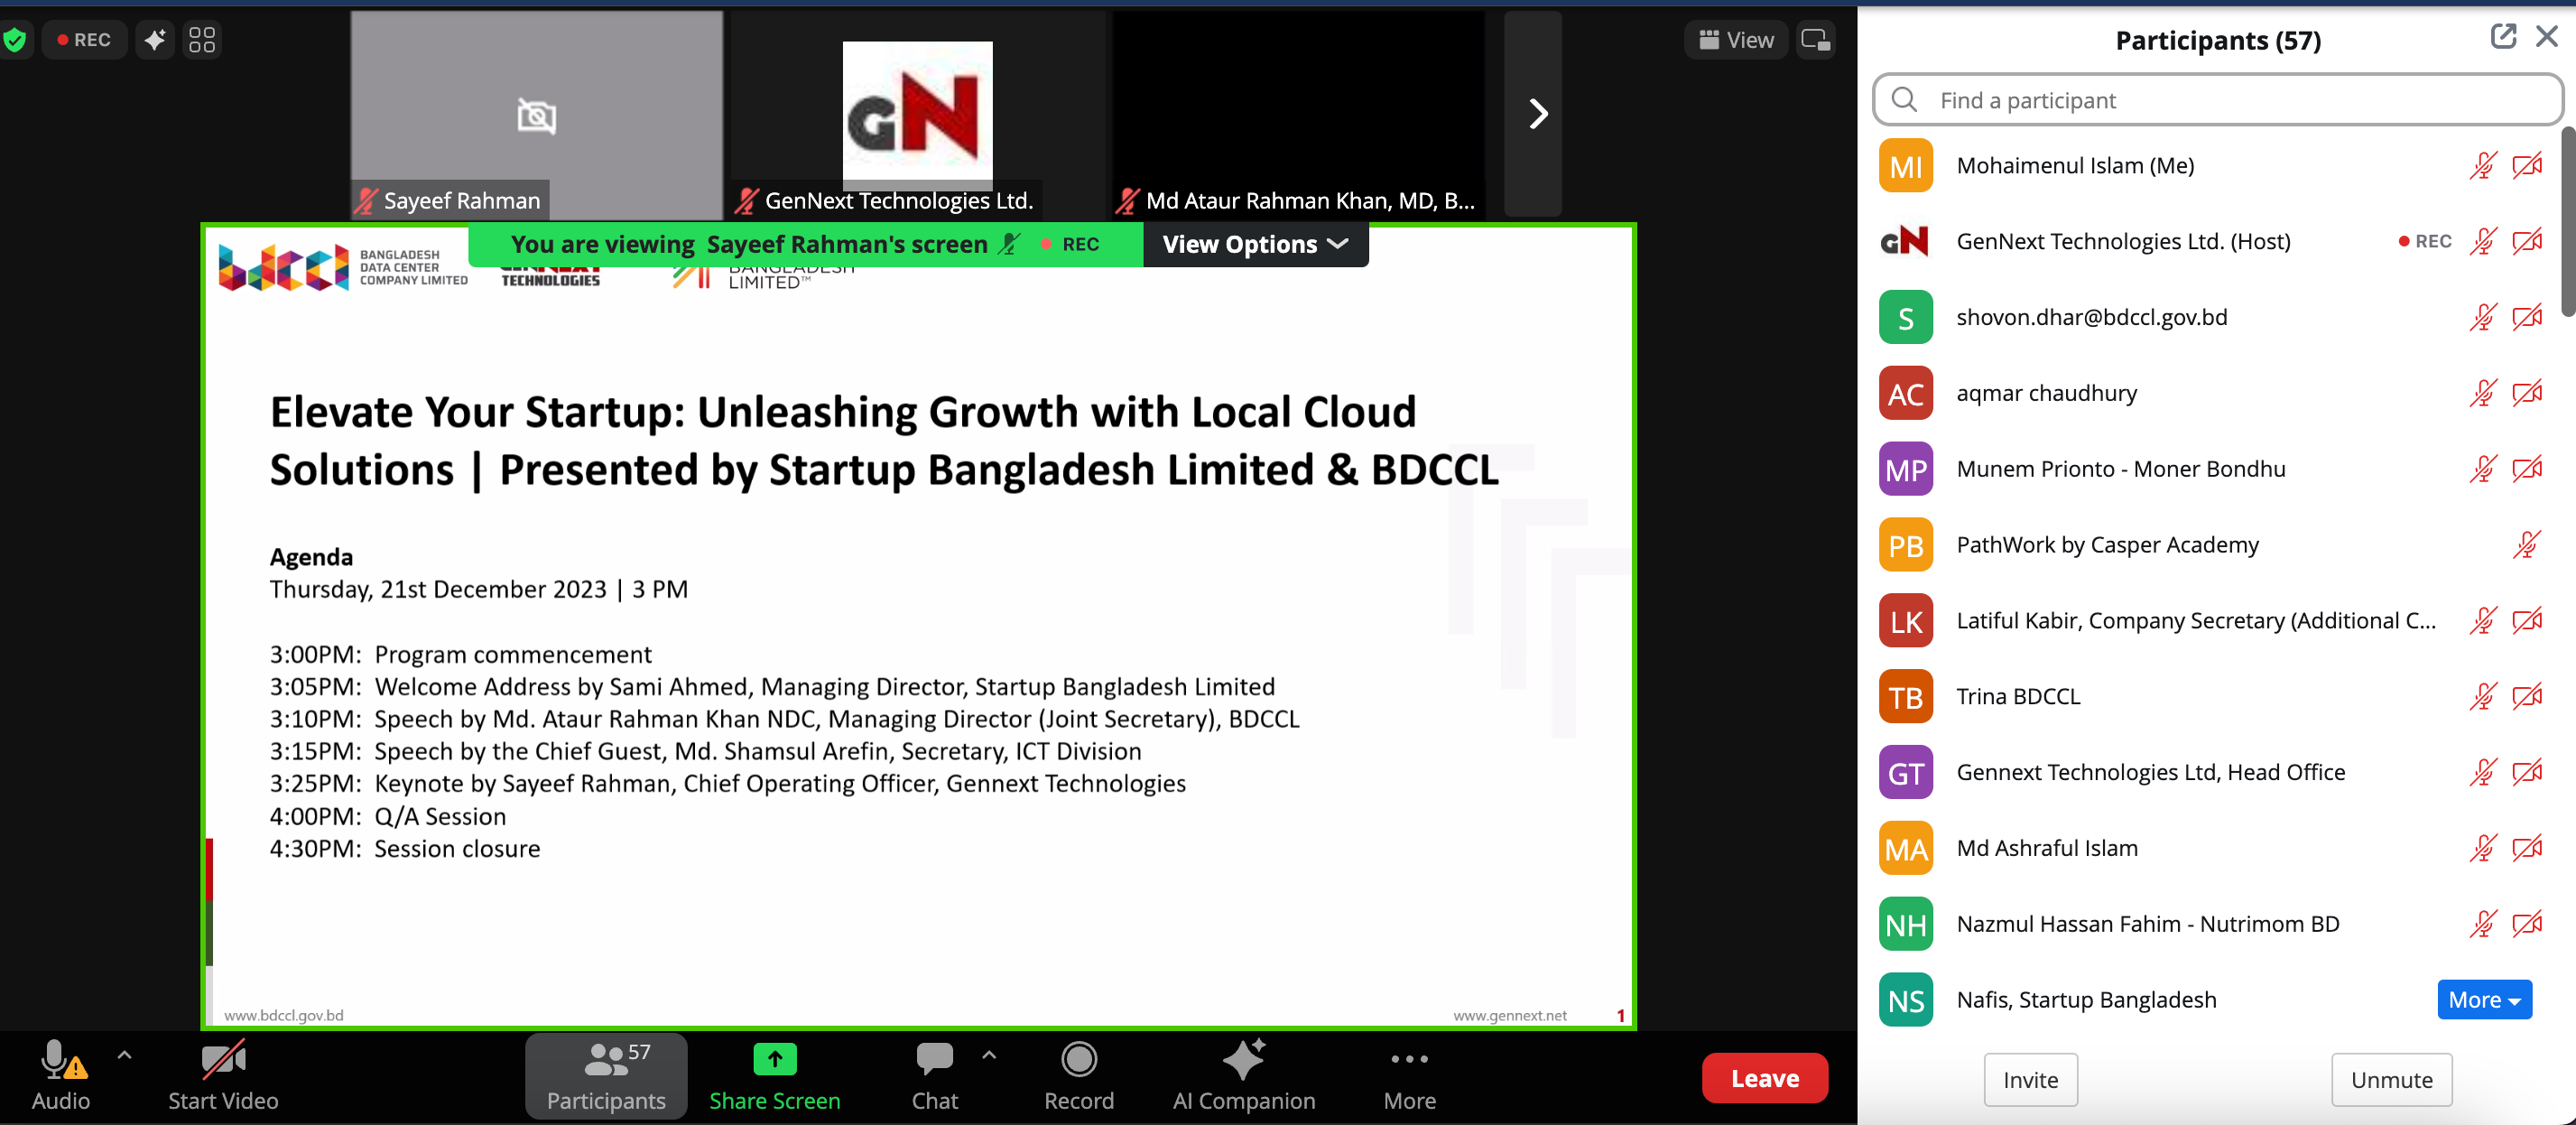 REC
View
GN
Sayeef Rahman
GenNext Technologies Ltd.
Md Ataur Rahman Khan, MD, B...
You are viewing Sayeef Rahman's screen
REC
View Options
bdccl
BANGLADESH
DATA CENTER
COMPANY LIMITED
GENNEXT
TECHNOLOGIES
BANGLADESH
LIMITED™
Elevate Your Startup: Unleashing Growth with Local Cloud
Solutions | Presented by Startup Bangladesh Limited & BDCCL
Agenda
Thursday, 21st December 2023 | 3 PM
3:00PM: Program commencement
3:05PM: Welcome Address by Sami Ahmed, Managing Director, Startup Bangladesh Limited
3:10PM: Speech by Md. Ataur Rahman Khan NDC, Managing Director (Joint Secretary), BDCCL
3:15PM: Speech by the Chief Guest, Md. Shamsul Arefin, Secretary, ICT Division
3:25PM: Keynote by Sayeef Rahman, Chief Operating Officer, Gennext Technologies
4:00PM: Q/A Session
4:30PM: Session closure
www.bdccl.gov.bd
www.gennext.net
1
Audio
Start Video
57
Participants
Share Screen
Chat
Record
AI Companion
More
Leave
Participants (57)
Find a participant
MI Mohaimenul Islam (Me)
GN GenNext Technologies Ltd. (Host) REC
S shovon.dhar@bdccl.gov.bd
AC aqmar chaudhury
MP Munem Prionto - Moner Bondhu
PB PathWork by Casper Academy
LK Latiful Kabir, Company Secretary (Additional C...
TB Trina BDCCL
GT Gennext Technologies Ltd, Head Office
MA Md Ashraful Islam
NH Nazmul Hassan Fahim - Nutrimom BD
NS Nafis, Startup Bangladesh More
Invite
Unmute